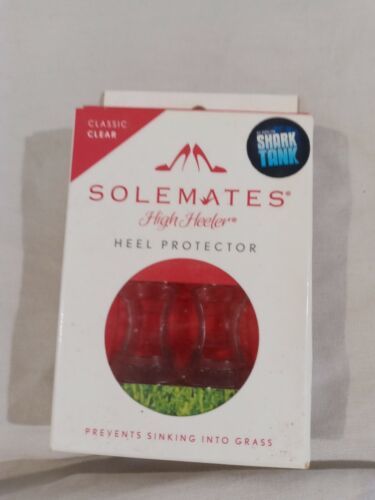 CLASSIC
CLEAR
SHARK
TANK
SOLEMATES®
High Heeler®
HEEL PROTECTOR
PREVENTS SINKING INTO GRASS